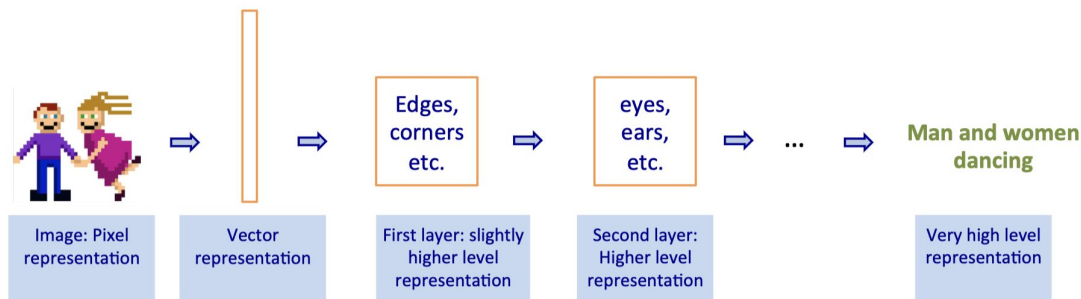 Edges,
corners
etc.
eyes,
ears,
etc.
...
Man and women
dancing
Image: Pixel
representation
Vector
representation
First layer: slightly
higher level
representation
Second layer:
Higher level
representation
Very high level
representation